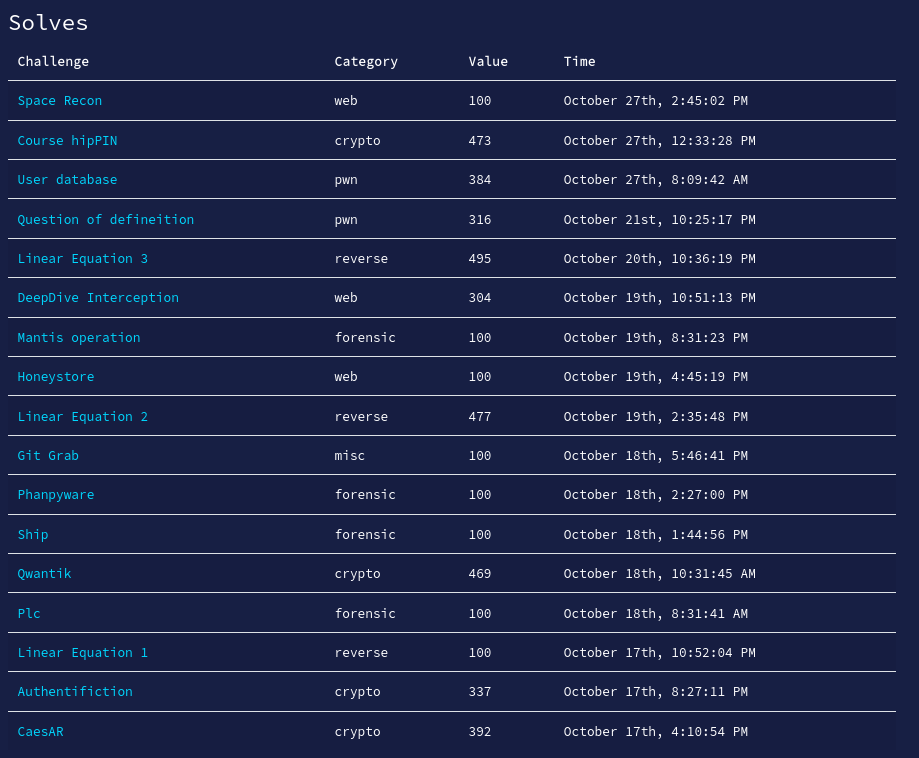 Solves
Challenge Category Value Time
Space Recon web 100 October 27th, 2:45:02 PM
Course hipPIN crypto 473 October 27th, 12:33:28 PM
User database pwn 384 October 27th, 8:09:42 AM
Question of defineition pwn 316 October 21st, 10:25:17 PM
Linear Equation 3 reverse 495 October 20th, 10:36:19 PM
DeepDive Interception web 304 October 19th, 10:51:13 PM
Mantis operation forensic 100 October 19th, 8:31:23 PM
Honeystore web 100 October 19th, 4:45:19 PM
Linear Equation 2 reverse 477 October 19th, 2:35:48 PM
Git Grab misc 100 October 18th, 5:46:41 PM
Phanpyware forensic 100 October 18th, 2:27:00 PM
Ship forensic 100 October 18th, 1:44:56 PM
Qwantik crypto 469 October 18th, 10:31:45 AM
Plc forensic 100 October 18th, 8:31:41 AM
Linear Equation 1 reverse 100 October 17th, 10:52:04 PM
Authentifiction crypto 337 October 17th, 8:27:11 PM
CaesAR crypto 392 October 17th, 4:10:54 PM